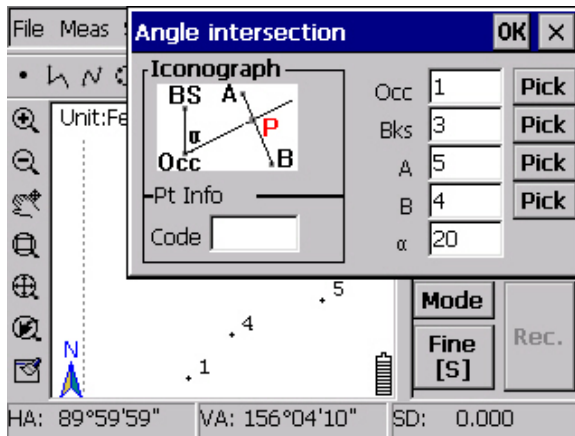 File Meas
Angle intersection OK ×
Iconograph
BS A
α P
Occ B
Pt Info
Code
Occ 1 Pick
Bks 3 Pick
A 5 Pick
B 4 Pick
α 20
Unit:Fe
5
4
1
N
Mode
Fine
[S]
Rec.
HA: 89°59'59" VA: 156°04'10" SD: 0.000